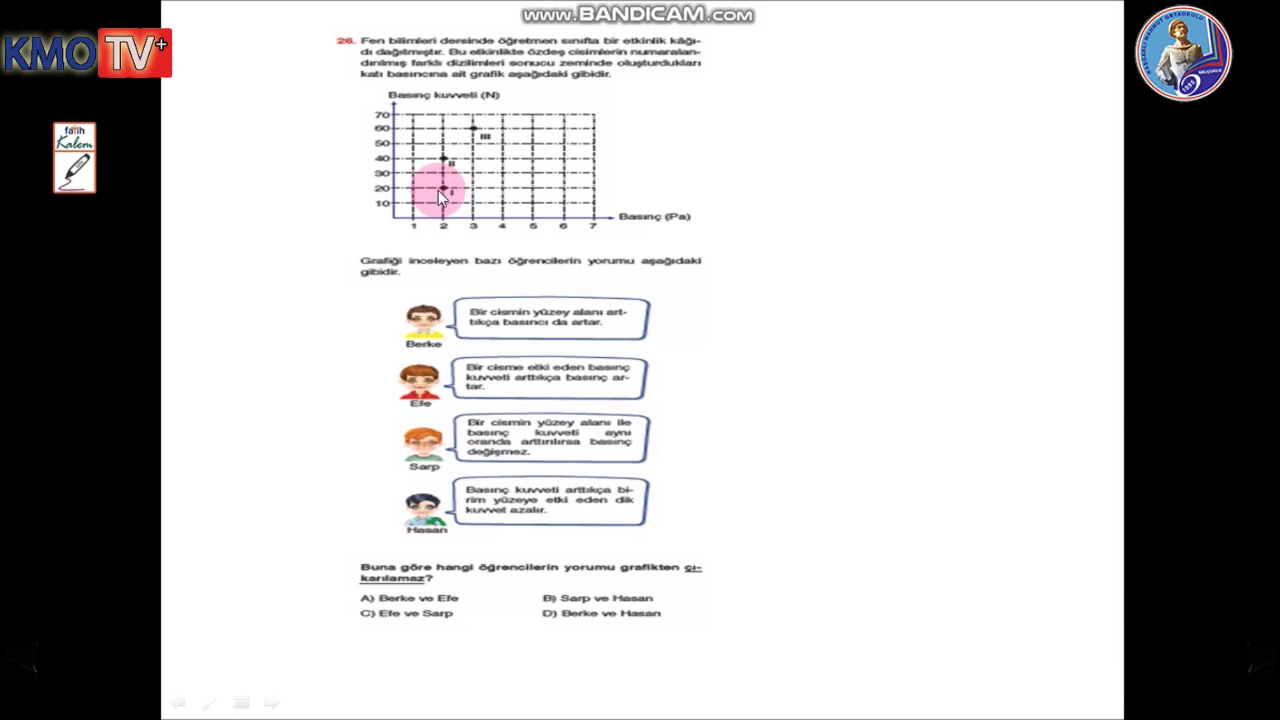 www.BANDICAM.com
KMO TV+
fatih
Kalem
26. Fen bilimleri dersinde öğretmen sınıfta bir etkinlik kâğı-
dı dağıtmıştır. Bu etkinlikte özdeş cisimlerin numaralan-
dırılmış farklı dizilimleri sonucu zeminde oluşturdukları
katı basıncına ait grafik aşağıdaki gibidir.
Basınç kuvveti (N)
70
60
50
40
30
20
10
III
II
I
1 2 3 4 5 6 7
Basınç (Pa)
Grafiği inceleyen bazı öğrencilerin yorumu aşağıdaki
gibidir.
Bir cismin yüzey alanı art-
tıkça basıncı da artar.
Berke
Bir cisme etki eden basınç
kuvveti arttıkça basınç ar-
tar.
Efe
Bir cismin yüzey alanı ile
basınç kuvveti aynı
oranda arttırılırsa basınç
değişmez.
Sarp
Basınç kuvveti arttıkça bi-
rim yüzeye etki eden dik
kuvvet azalır.
Hasan
Buna göre hangi öğrencilerin yorumu grafikten çı-
karılamaz?
A) Berke ve Efe
B) Sarp ve Hasan
C) Efe ve Sarp
D) Berke ve Hasan